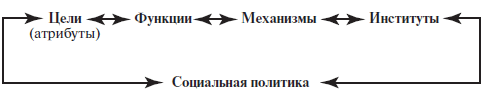 Цели Функции Механизмы Институты
(атрибуты)
Социальная политика